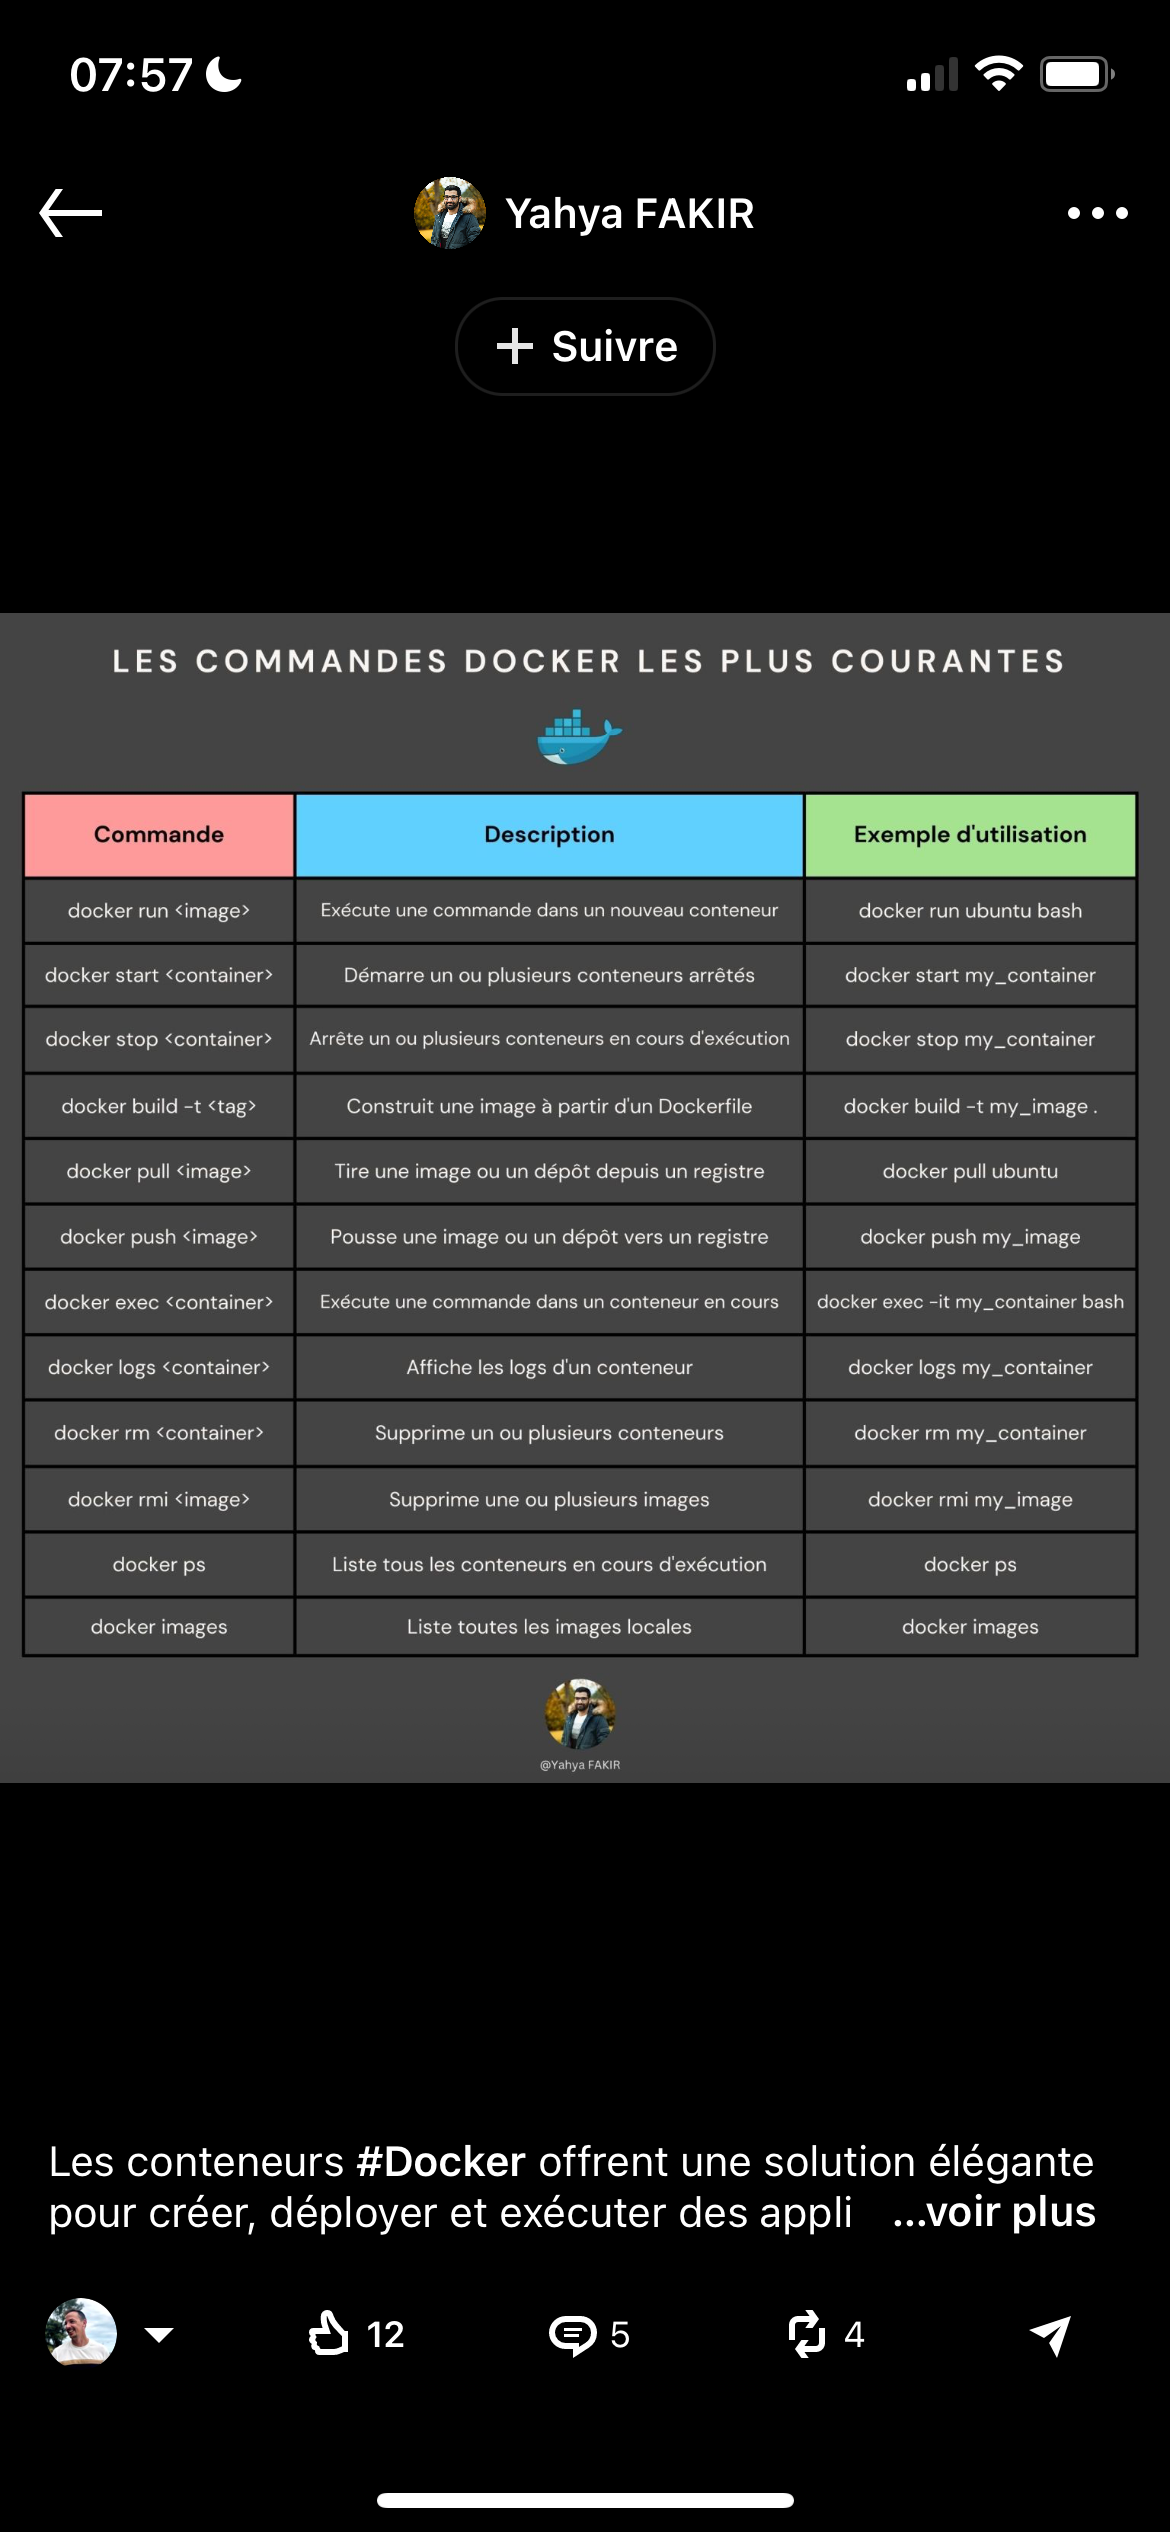 07:57
Yahya FAKIR
+ Suivre
LES COMMANDES DOCKER LES PLUS COURANTES
Commande Description Exemple d'utilisation
docker run <image> Exécute une commande dans un nouveau conteneur docker run ubuntu bash
docker start <container> Démarre un ou plusieurs conteneurs arrêtés docker start my_container
docker stop <container> Arrête un ou plusieurs conteneurs en cours d'exécution docker stop my_container
docker build -t <tag> Construit une image à partir d'un Dockerfile docker build -t my_image .
docker pull <image> Tire une image ou un dépôt depuis un registre docker pull ubuntu
docker push <image> Pousse une image ou un dépôt vers un registre docker push my_image
docker exec <container> Exécute une commande dans un conteneur en cours docker exec -it my_container bash
docker logs <container> Affiche les logs d'un conteneur docker logs my_container
docker rm <container> Supprime un ou plusieurs conteneurs docker rm my_container
docker rmi <image> Supprime une ou plusieurs images docker rmi my_image
docker ps Liste tous les conteneurs en cours d'exécution docker ps
docker images Liste toutes les images locales docker images
@Yahya FAKIR
Les conteneurs #Docker offrent une solution élégante
pour créer, déployer et exécuter des appli ...voir plus
12 5 4